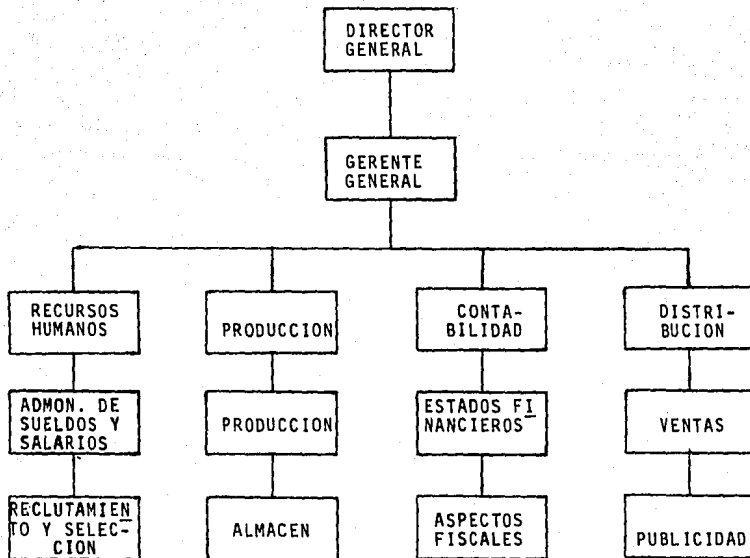 DIRECTOR
GENERAL
GERENTE
GENERAL
RECURSOS
HUMANOS
PRODUCCION
CONTA-
BILIDAD
DISTRI-
BUCION
ADMON. DE
SUELDOS Y
SALARIOS
PRODUCCION
ESTADOS FI
NANCIEROS
VENTAS
RECLUTAMIEN
TO Y SELEC-
CION
ALMACEN
ASPECTOS
FISCALES
PUBLICIDAD